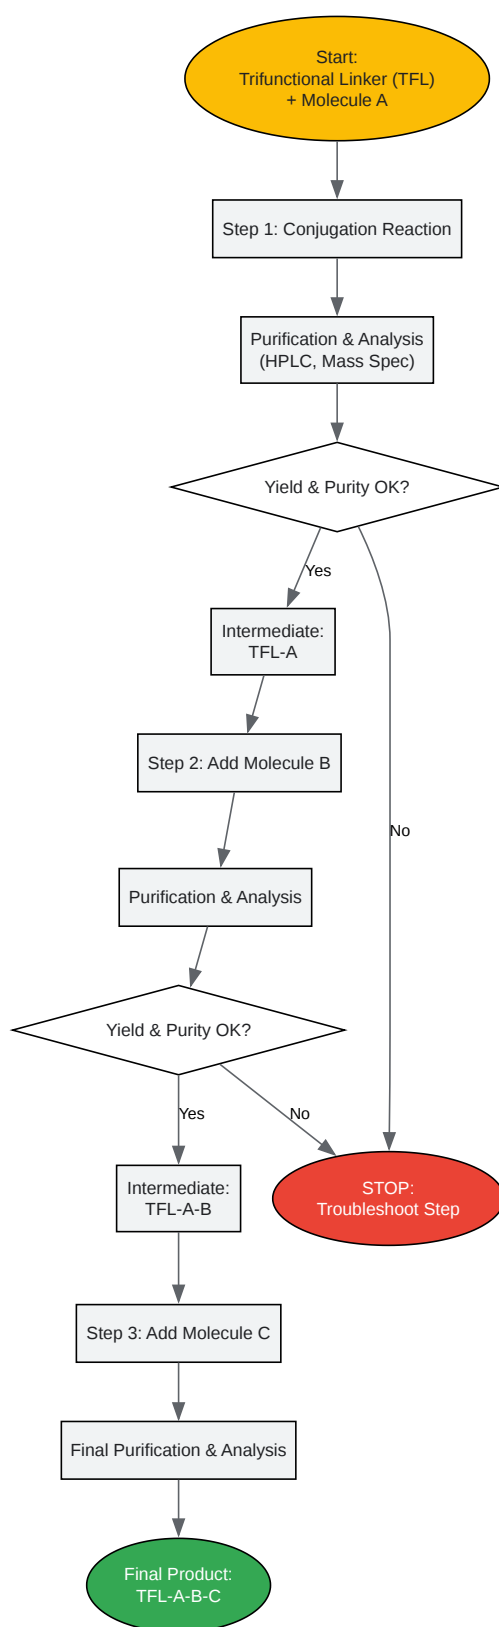 Start:
Trifunctional Linker (TFL)
+ Molecule A
Step 1: Conjugation Reaction
Purification & Analysis
(HPLC, Mass Spec)
Yield & Purity OK?
Yes
Intermediate:
TFL-A
Step 2: Add Molecule B
No
Purification & Analysis
Yield & Purity OK?
Yes
No
Intermediate:
TFL-A-B
STOP:
Troubleshoot Step
Step 3: Add Molecule C
Final Purification & Analysis
Final Product:
TFL-A-B-C